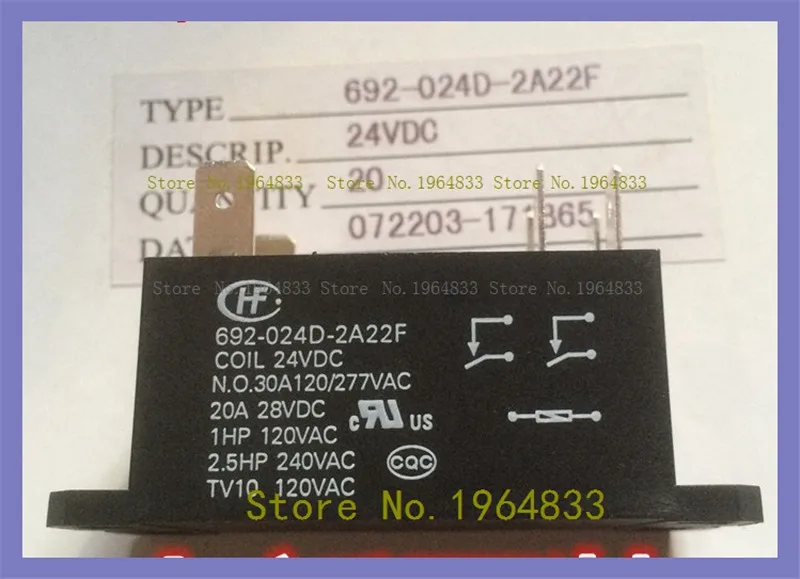 TYPE 692-024D-2A22F
DESCRIP. 24VDC
Store No.1964833 Store No.1964833 Store No.1964833
20
072203-171365
Store No.1964833 Store No.1964833 Store No.1964833
HF
692-024D-2A22F
COIL 24VDC
N.O.30A120/277VAC
20A 28VDC
1HP 120VAC
c RU US
2.5HP 240VAC
CQC
TV10 120VAC
Store No.1964833